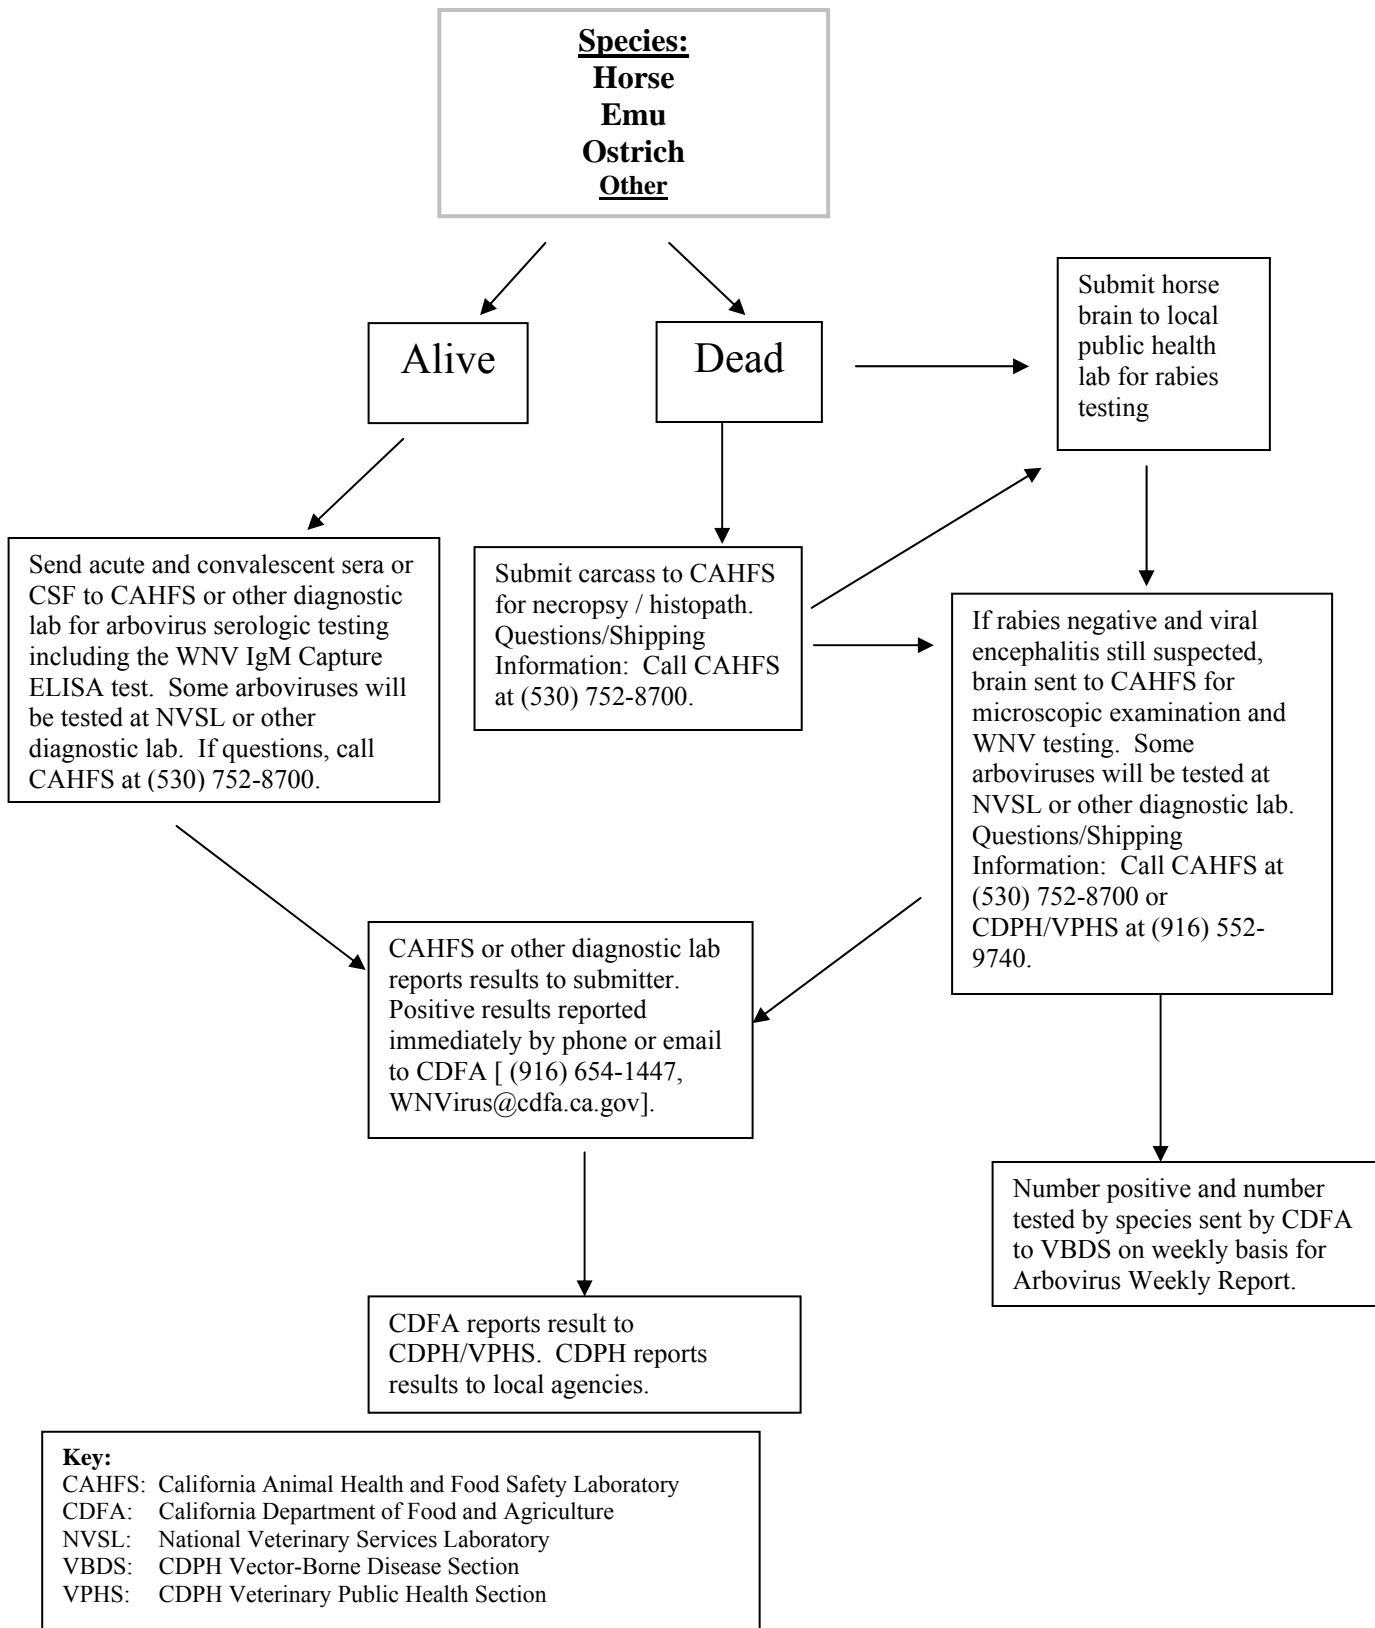 Species:
Horse
Emu
Ostrich
Other
Alive
Dead
Submit horse
brain to local
public health
lab for rabies
testing
Send acute and convalescent sera or
CSF to CAHFS or other diagnostic
lab for arbovirus serologic testing
including the WNV IgM Capture
ELISA test.  Some arboviruses will
be tested at NVSL or other
diagnostic lab.  If questions, call
CAHFS at (530) 752-8700.
Submit carcass to CAHFS
for necropsy / histopath.
Questions/Shipping
Information:  Call CAHFS
at (530) 752-8700.
If rabies negative and viral
encephalitis still suspected,
brain sent to CAHFS for
microscopic examination and
WNV testing.  Some
arboviruses will be tested at
NVSL or other diagnostic lab.
Questions/Shipping
Information:  Call CAHFS at
(530) 752-8700 or
CDPH/VPHS at (916) 552-
9740.
CAHFS or other diagnostic lab
reports results to submitter.
Positive results reported
immediately by phone or email
to CDFA [ (916) 654-1447,
WNVirus@cdfa.ca.gov].
Number positive and number
tested by species sent by CDFA
to VBDS on weekly basis for
Arbovirus Weekly Report.
CDFA reports result to
CDPH/VPHS.  CDPH reports
results to local agencies.
Key:
CAHFS: California Animal Health and Food Safety Laboratory
CDFA: California Department of Food and Agriculture
NVSL: National Veterinary Services Laboratory
VBDS: CDPH Vector-Borne Disease Section
VPHS: CDPH Veterinary Public Health Section